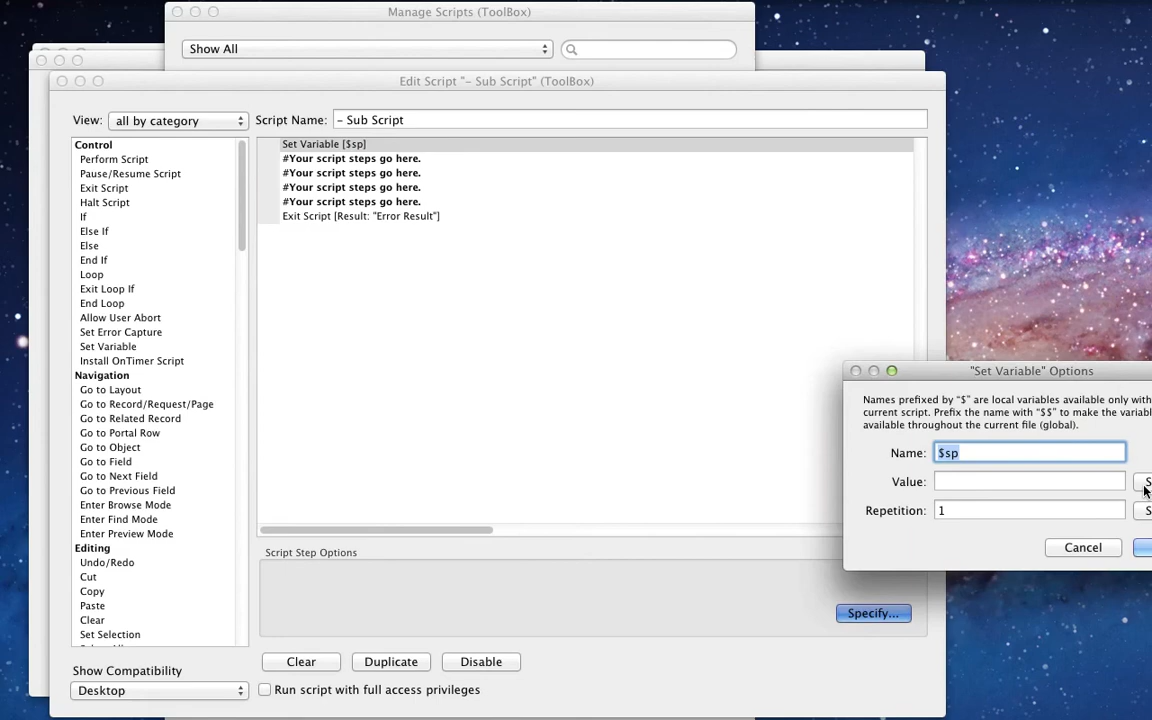 Manage Scripts (ToolBox)
Show All
Edit Script "– Sub Script" (ToolBox)
View: all by category
Script Name: – Sub Script
Control
Perform Script
Pause/Resume Script
Exit Script
Halt Script
If
Else If
Else
End If
Loop
Exit Loop If
End Loop
Allow User Abort
Set Error Capture
Set Variable
Install OnTimer Script
Navigation
Go to Layout
Go to Record/Request/Page
Go to Related Record
Go to Portal Row
Go to Object
Go to Field
Go to Next Field
Go to Previous Field
Enter Browse Mode
Enter Find Mode
Enter Preview Mode
Editing
Undo/Redo
Cut
Copy
Paste
Clear
Set Selection
Set Variable [$sp]
#Your script steps go here.
#Your script steps go here.
#Your script steps go here.
#Your script steps go here.
Exit Script [Result: "Error Result"]
"Set Variable" Options
Names prefixed by "$" are local variables available only with
current script. Prefix the name with "$$" to make the variabl
available throughout the current file (global).
Name: $sp
Value: S
Repetition: 1 S
Cancel
Script Step Options
Specify...
Clear Duplicate Disable
Show Compatibility
Desktop
Run script with full access privileges